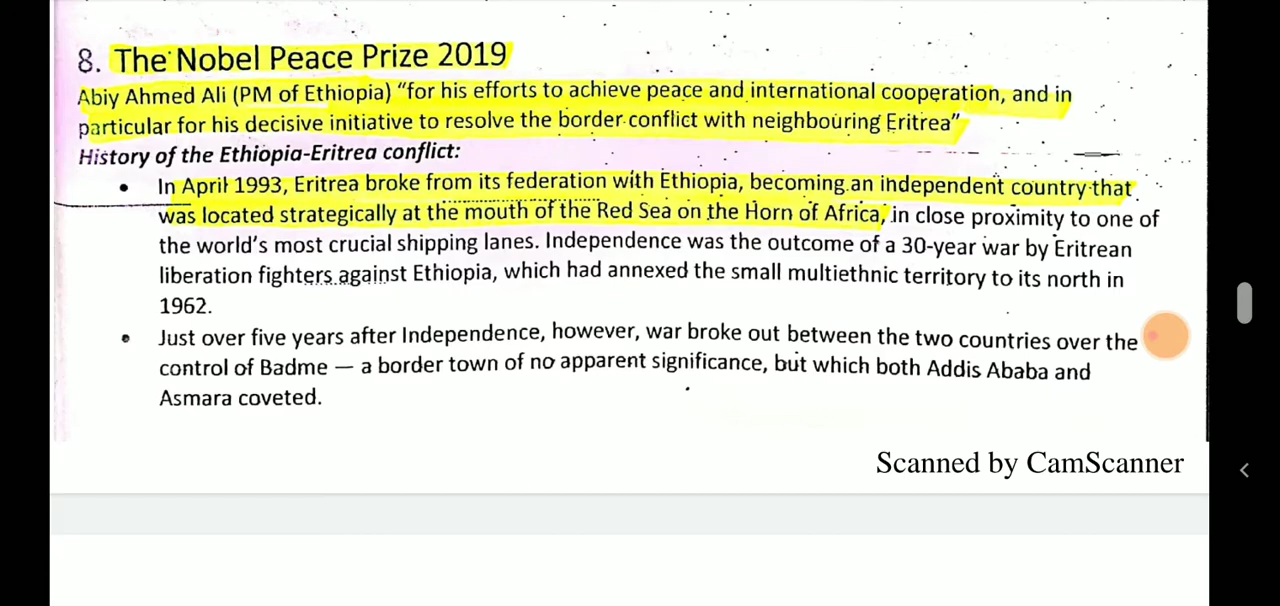 8. The Nobel Peace Prize 2019
Abiy Ahmed Ali (PM of Ethiopia) “for his efforts to achieve peace and international cooperation, and in
particular for his decisive initiative to resolve the border conflict with neighbouring Eritrea”
History of the Ethiopia-Eritrea conflict:
• In April 1993, Eritrea broke from its federation with Ethiopia, becoming an independent country that
was located strategically at the mouth of the Red Sea on the Horn of Africa, in close proximity to one of
the world's most crucial shipping lanes. Independence was the outcome of a 30-year war by Eritrean
liberation fighters against Ethiopia, which had annexed the small multiethnic territory to its north in
1962.
• Just over five years after Independence, however, war broke out between the two countries over the
control of Badme — a border town of no apparent significance, but which both Addis Ababa and
Asmara coveted.
Scanned by CamScanner